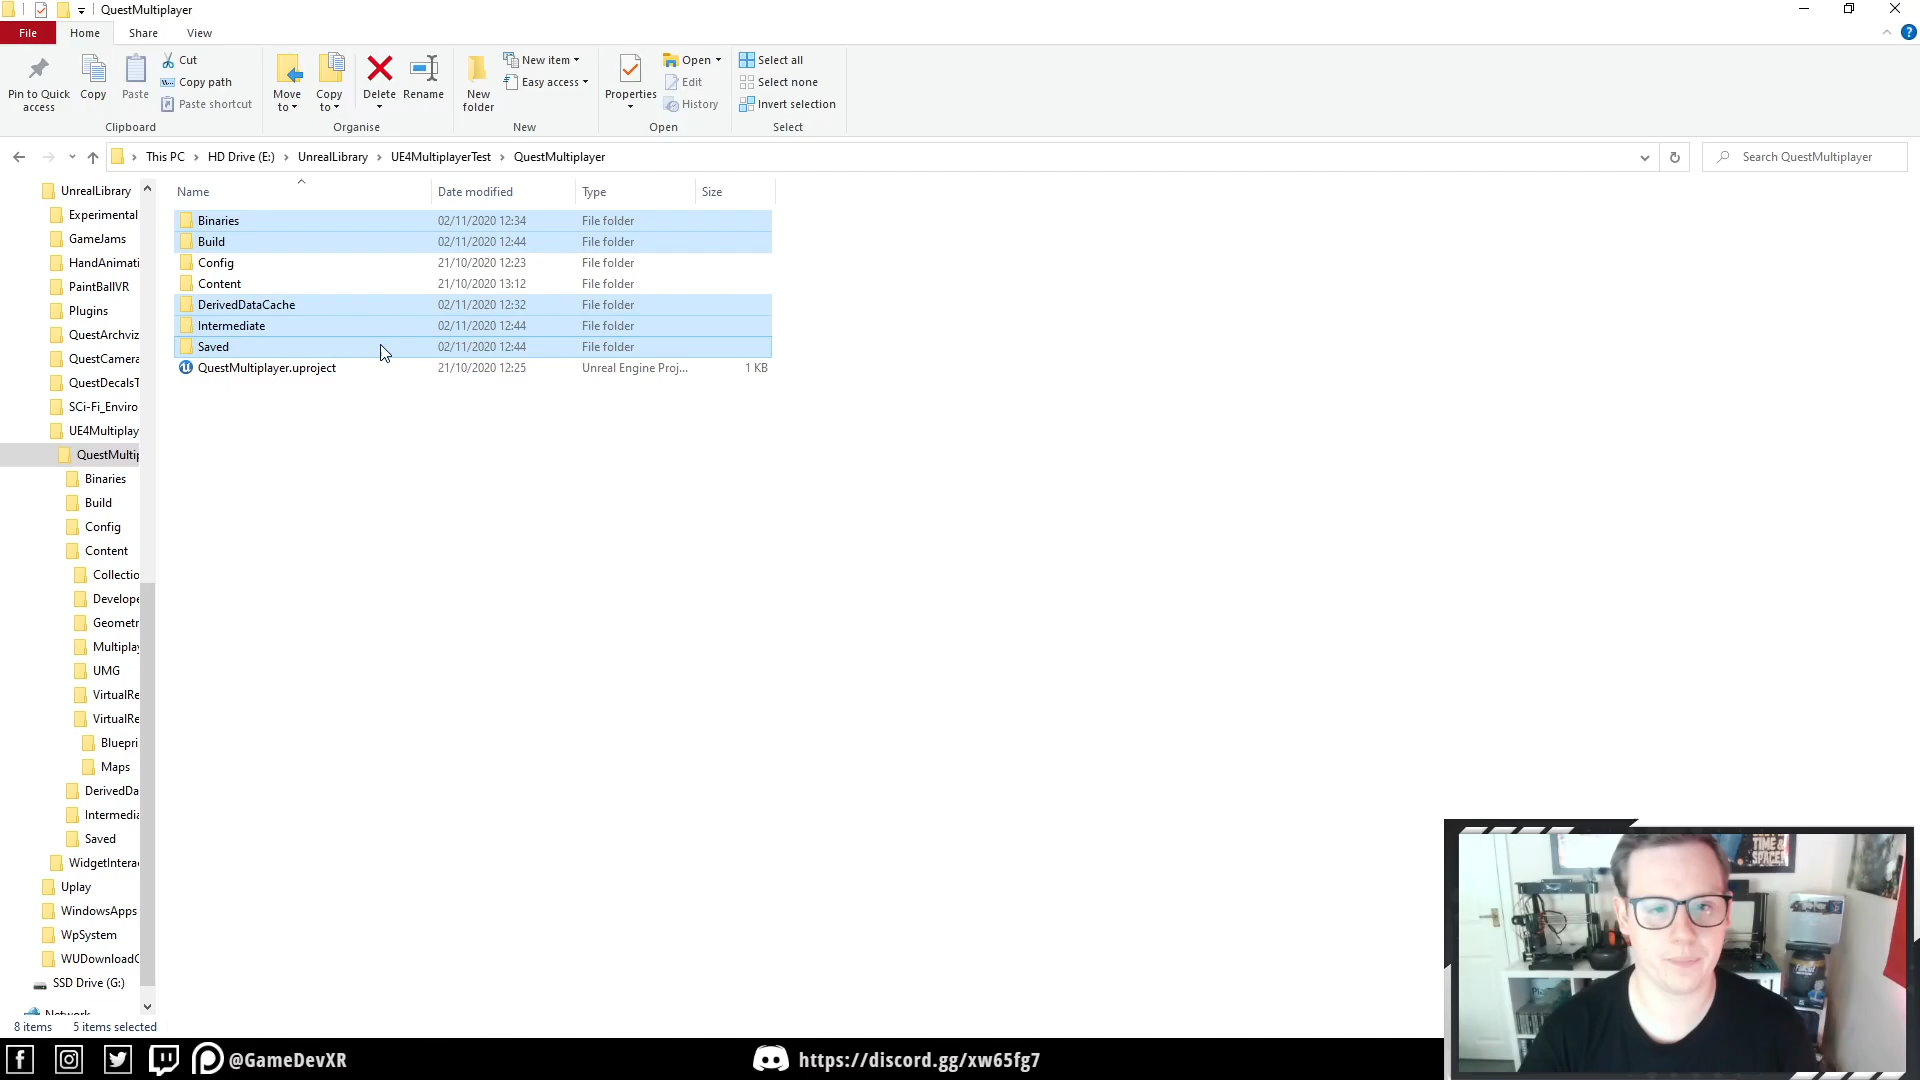 QuestMultiplayer
File Home Share View
Pin to Quick access
Copy
Paste
Cut
Copy path
Paste shortcut
Clipboard
Move to
Copy to
Delete
Rename
Organise
New folder
New item
Easy access
New
Properties
Open
Edit
History
Open
Select all
Select none
Invert selection
Select
This PC > HD Drive (E:) > UnrealLibrary > UE4MultiplayerTest > QuestMultiplayer
Search QuestMultiplayer
UnrealLibrary
Experimental
GameJams
HandAnimati
PaintBallVR
Plugins
QuestArchviz
QuestCamera
QuestDecalsT
SCi-Fi_Enviro
UE4Multiplay
QuestMultip
Binaries
Build
Config
Content
Collectio
Develope
Geometr
Multiplay
UMG
VirtualRe
VirtualRe
Bluepri
Maps
DerivedDa
Intermedia
Saved
WidgetIntera
Uplay
WindowsApps
WpSystem
WUDownloadC
SSD Drive (G:)
Network
Name Date modified Type Size
Binaries 02/11/2020 12:34 File folder
Build 02/11/2020 12:44 File folder
Config 21/10/2020 12:23 File folder
Content 21/10/2020 13:12 File folder
DerivedDataCache 02/11/2020 12:32 File folder
Intermediate 02/11/2020 12:44 File folder
Saved 02/11/2020 12:44 File folder
QuestMultiplayer.uproject 21/10/2020 12:25 Unreal Engine Proj... 1 KB
8 items 5 items selected
TIME &
SPACE!
@GameDevXR
https://discord.gg/xw65fg7